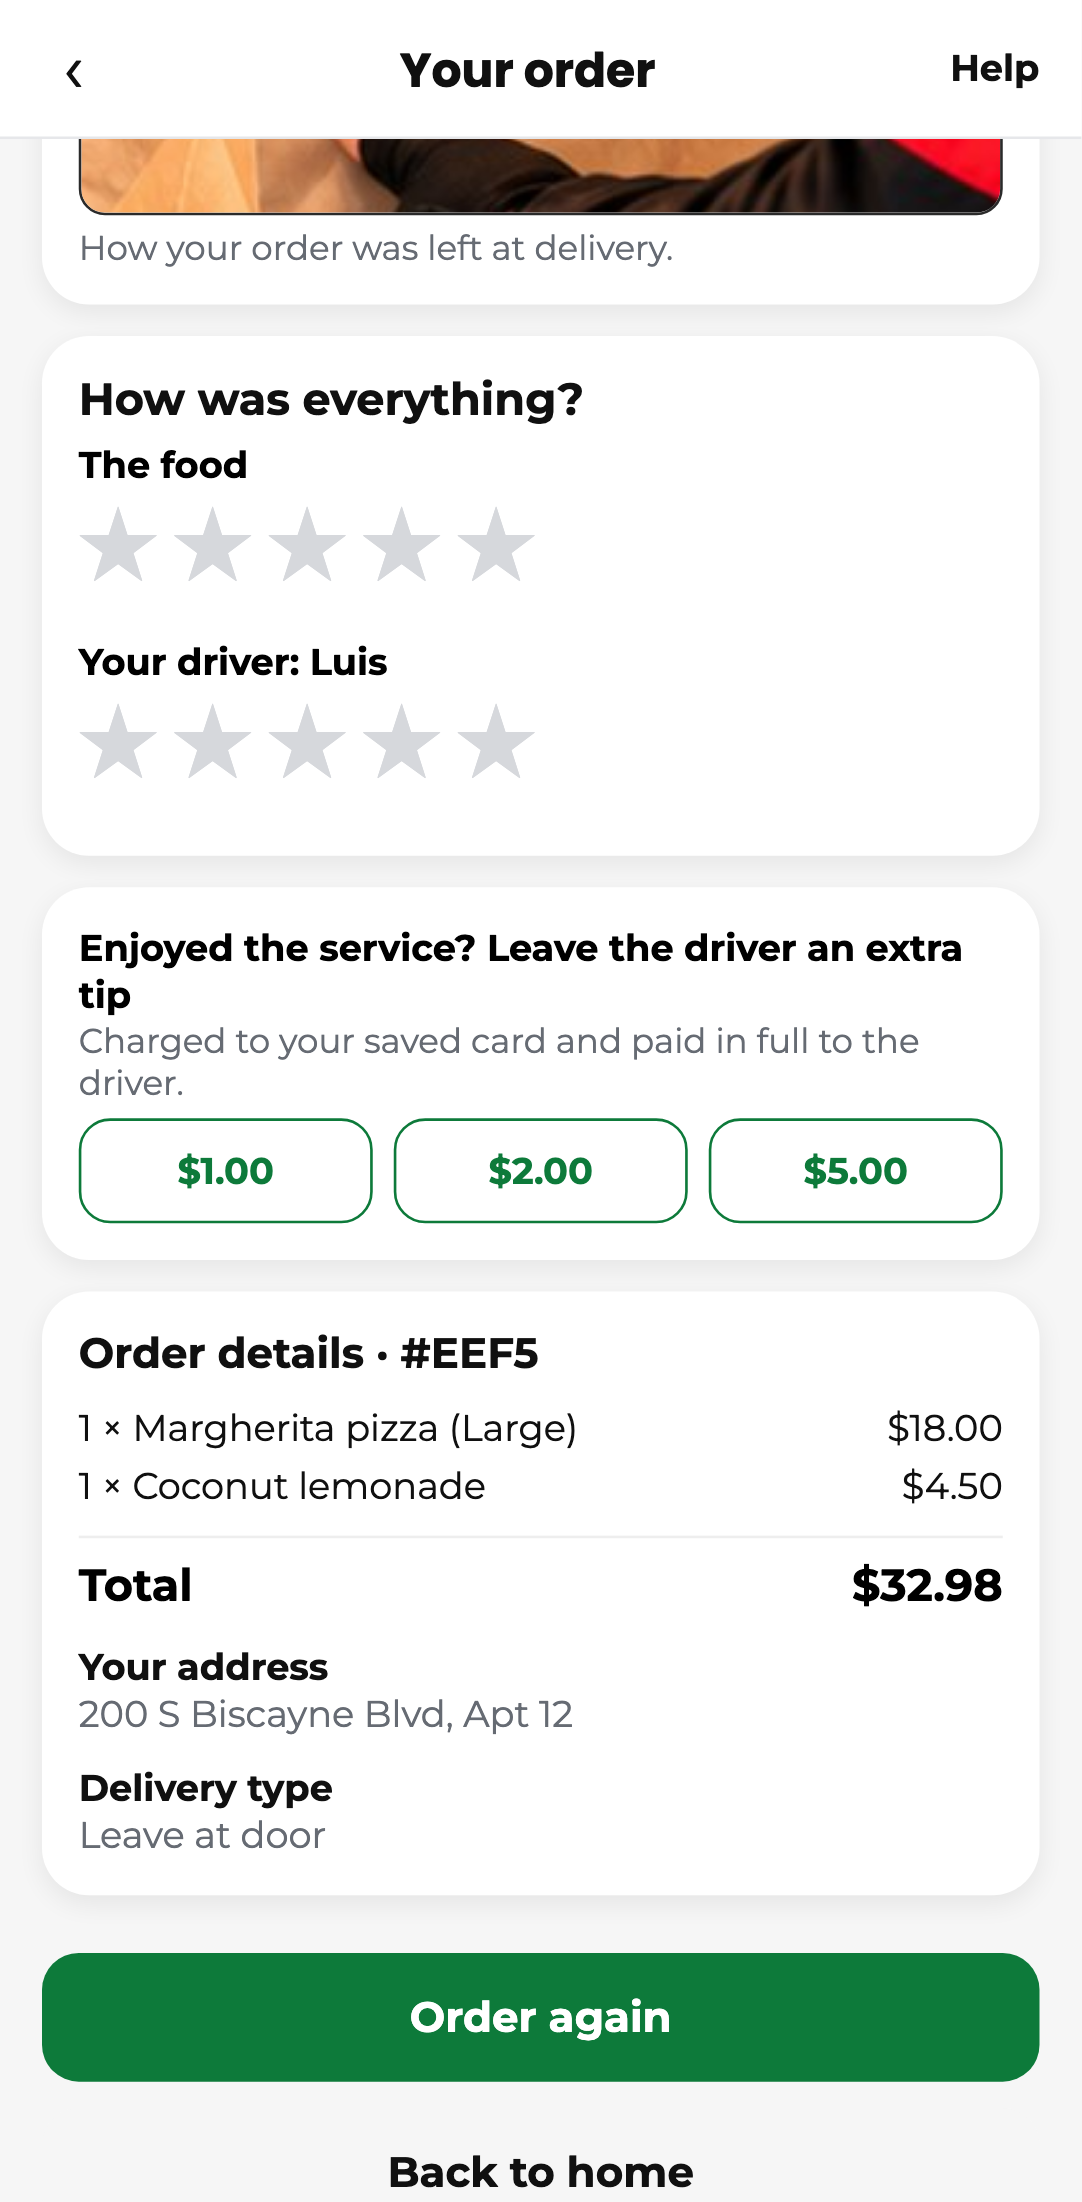 ‹ Your order Help
How your order was left at delivery.
How was everything?
The food
Your driver: Luis
Enjoyed the service? Leave the driver an extra
tip
Charged to your saved card and paid in full to the
driver.
$1.00 $2.00 $5.00
Order details · #EEF5
1 × Margherita pizza (Large) $18.00
1 × Coconut lemonade $4.50
Total $32.98
Your address
200 S Biscayne Blvd, Apt 12
Delivery type
Leave at door
Order again
Back to home